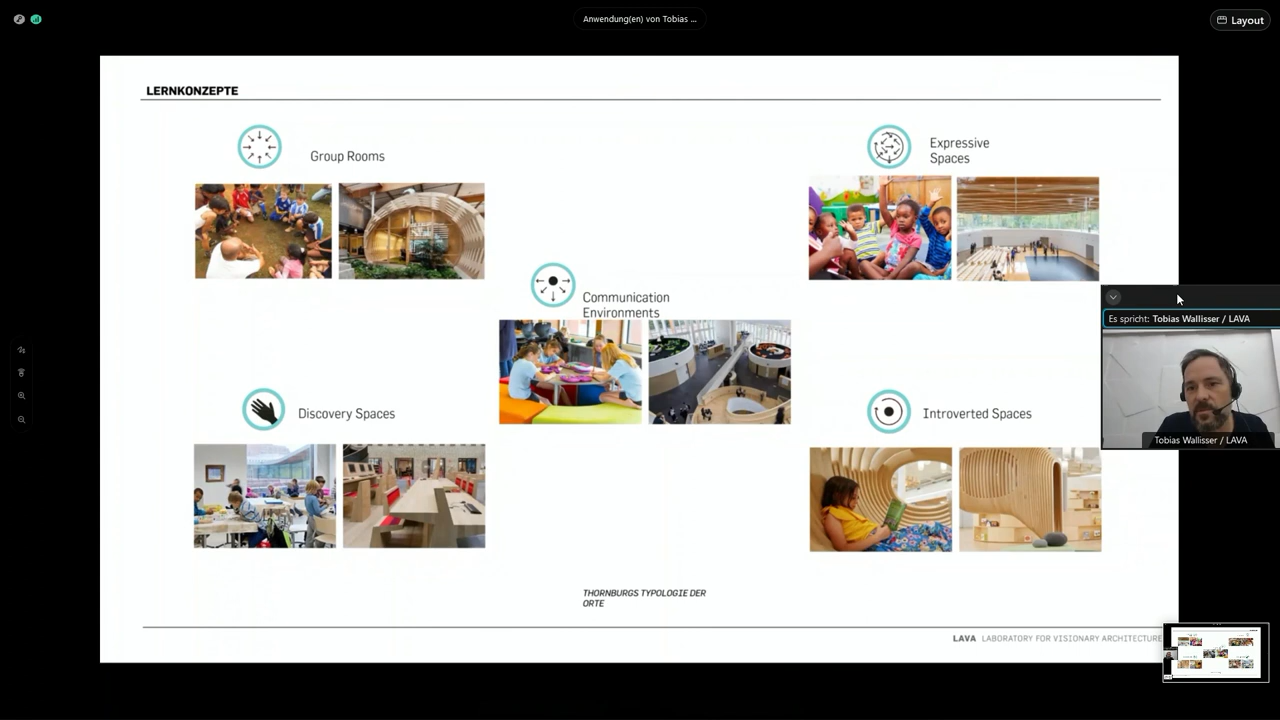 Anwendung(en) von Tobias ...
Layout
LERNKONZEPTE
Group Rooms
Expressive
Spaces
Communication
Environments
Es spricht: Tobias Wallisser / LAVA
Tobias Wallisser / LAVA
Discovery Spaces
Introverted Spaces
THORNBURGS TYPOLOGIE DER
ORTE
LAVA LABORATORY FOR VISIONARY ARCHITECTURE